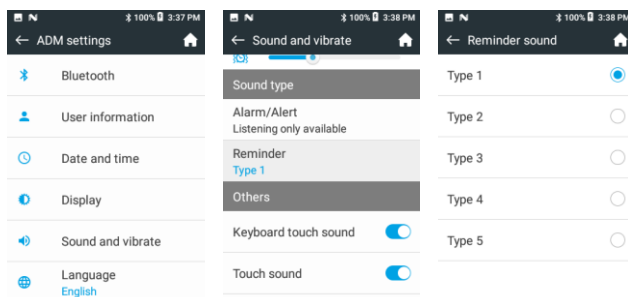 100% 3:37 PM
ADM settings
Bluetooth
User information
Date and time
Display
Sound and vibrate
Language
English
100% 3:38 PM
Sound and vibrate
Sound type
Alarm/Alert
Listening only available
Reminder
Type 1
Others
Keyboard touch sound
Touch sound
100% 3:38 PM
Reminder sound
Type 1
Type 2
Type 3
Type 4
Type 5